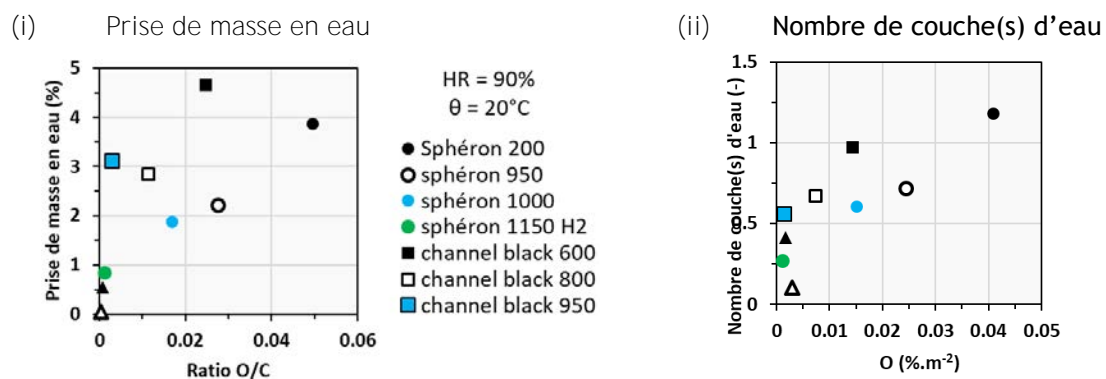 (i) Prise de masse en eau
Prise de masse en eau (%)
5
4
3
2
1
0
0
0.02
0.04
0.06
Ratio O/C
HR = 90%
θ = 20°C
Sphéron 200
sphéron 950
sphéron 1000
sphéron 1150 H2
channel black 600
channel black 800
channel black 950
(ii) Nombre de couche(s) d’eau
Nombre de couche(s) d'eau (-)
1.5
1
0.5
0
0
0.01
0.02
0.03
0.04
0.05
O (%.m⁻²)